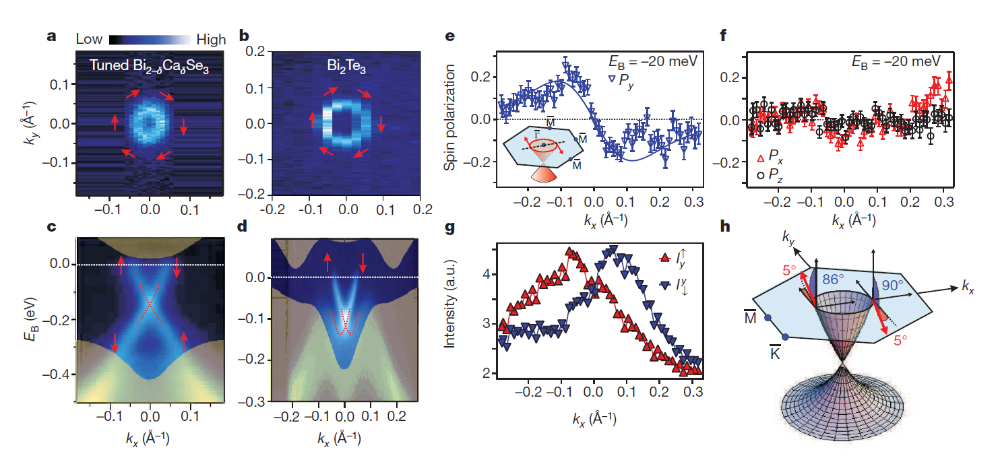 a
Low High
Tuned Bi2−δCaδSe3
0.1
0.0
−0.1
ky (Å−1)
−0.1 0.0 0.1
b
Bi2Te3
0.2
0.1
0.0
−0.1
−0.2
-0.2 −0.1 0.0 0.1 0.2
c
0.0
−0.2
−0.4
EB (eV)
−0.1 0.0 0.1
kx (Å−1)
d
0.0
−0.1
−0.2
−0.3
-0.2 −0.1 0.0 0.1 0.2
kx (Å−1)
e
EB = −20 meV
Py
0.2
0.0
−0.2
Spin polarization
M̄
Γ̄
M̄
M̄
−0.2 −0.1 0.0 0.1 0.2 0.3
kx (Å−1)
f
EB = −20 meV
0.2
0.0
−0.2
Px
Pz
−0.2 −0.1 0.0 0.1 0.2 0.3
kx (Å−1)
g
Iy↑
Iy↓
4
3
2
Intensity (a.u.)
−0.2 −0.1 0.0 0.1 0.2 0.3
kx (Å−1)
h
ky
5°
86°
90°
kx
M̄
K̄
5°